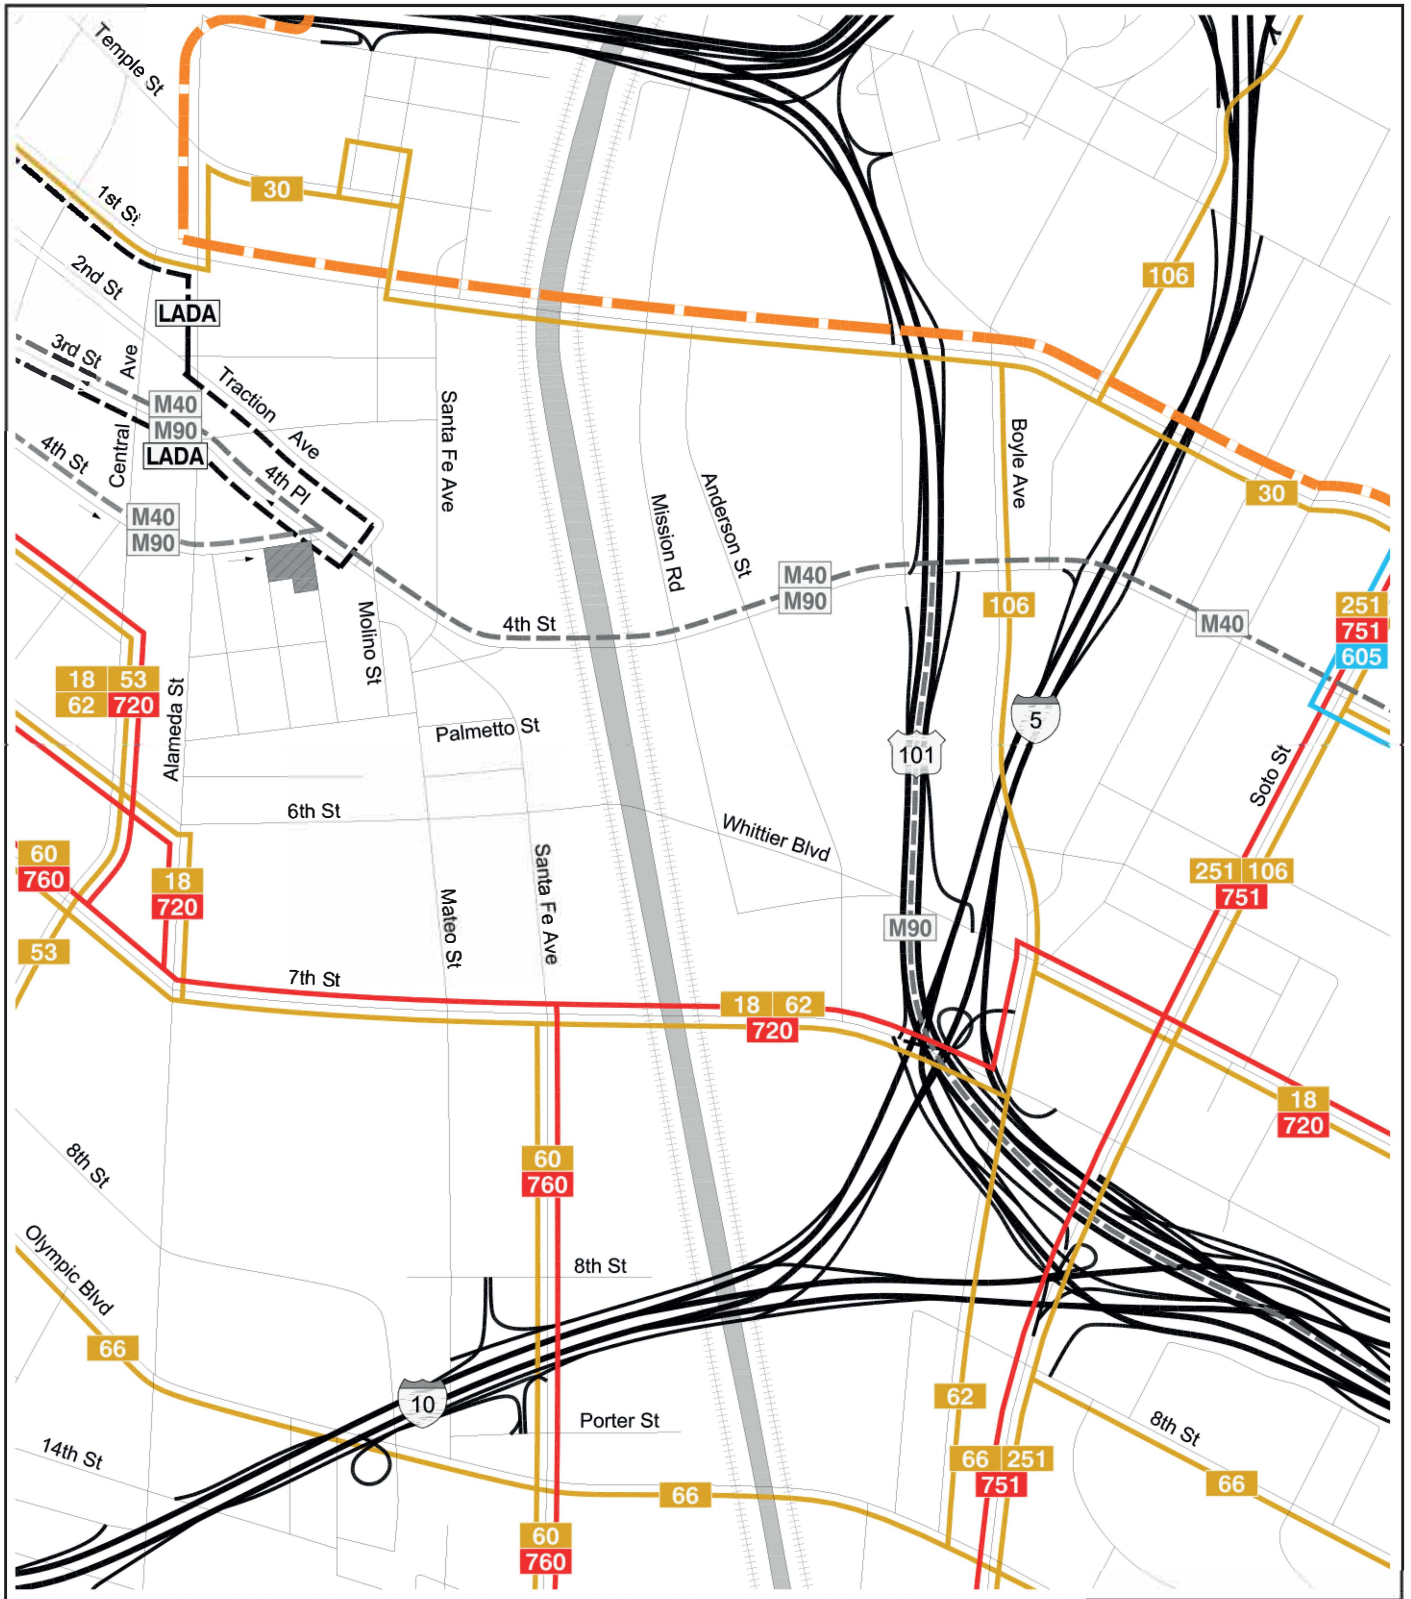 Temple St
30
1st St
106
2nd St
LADA
3rd St
Ave
Traction
Ave
M40
M90
LADA
Santa Fe Ave
Boyle Ave
Central
4th St
4th Pl
30
M40
M90
Mission Rd
Anderson St
M40
M90
106
251
751
605
M40
4th St
Molino St
18 53
62 720
Alameda St
Palmetto St
5
101
Soto St
6th St
Whittier Blvd
60
760
18
720
Santa Fe Ave
251 106
751
Mateo St
M90
53
7th St
18 62
720
18
720
8th St
60
760
Olympic Blvd
8th St
66
10
62
Porter St
8th St
14th St
66 251
751
66
66
60
760